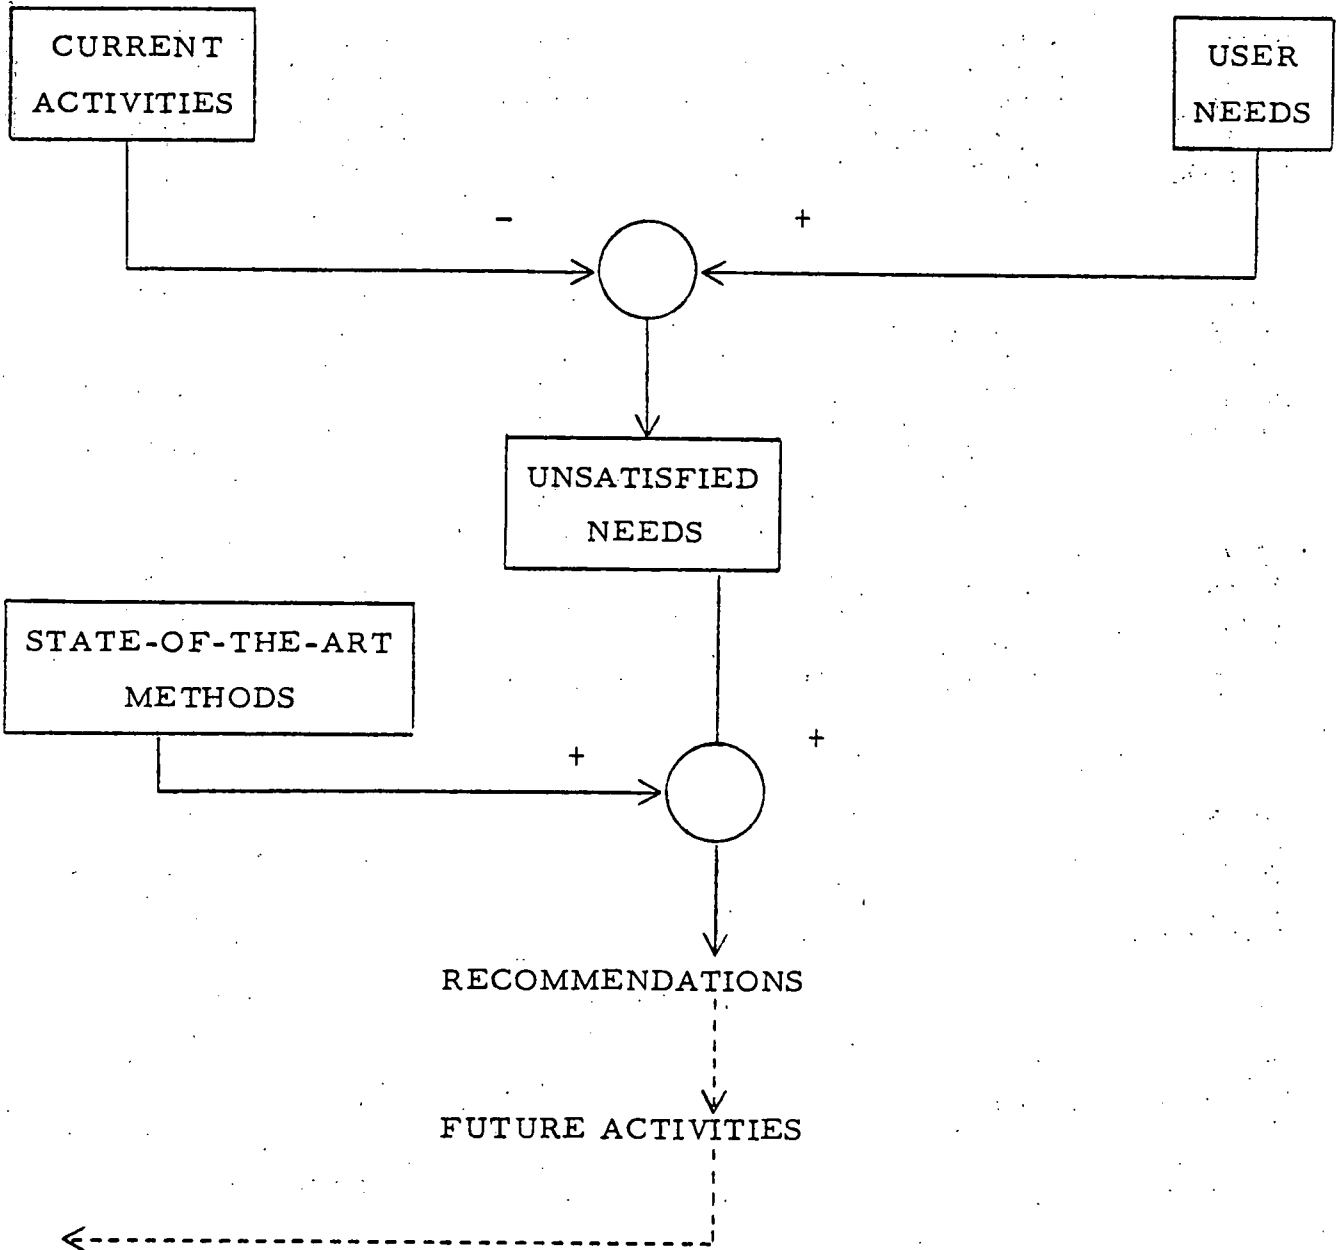 CURRENT
ACTIVITIES
USER
NEEDS
-
+
UNSATISFIED
NEEDS
STATE-OF-THE-ART
METHODS
+
+
RECOMMENDATIONS
FUTURE ACTIVITIES